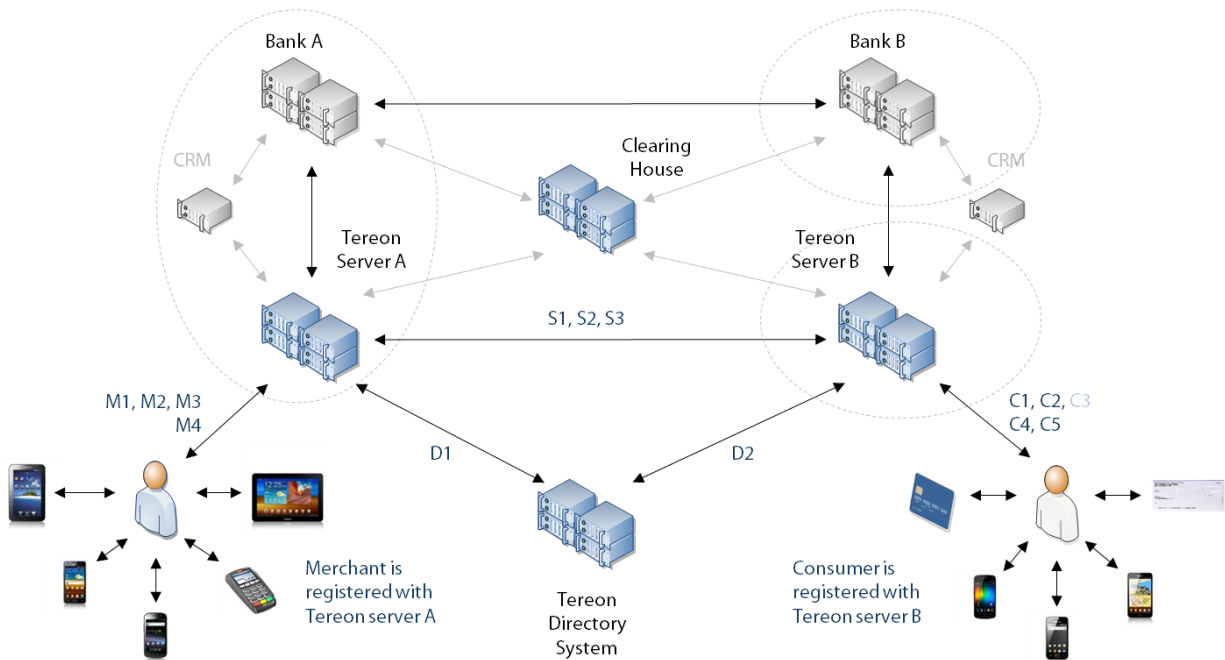 Bank A
Bank B
Clearing
House
CRM
CRM
Tereon
Server A
Tereon
Server B
S1, S2, S3
M1, M2, M3
M4
C1, C2, C3
C4, C5
D1
D2
Merchant is
registered with
Tereon server A
Consumer is
registered with
Tereon server B
Tereon
Directory
System